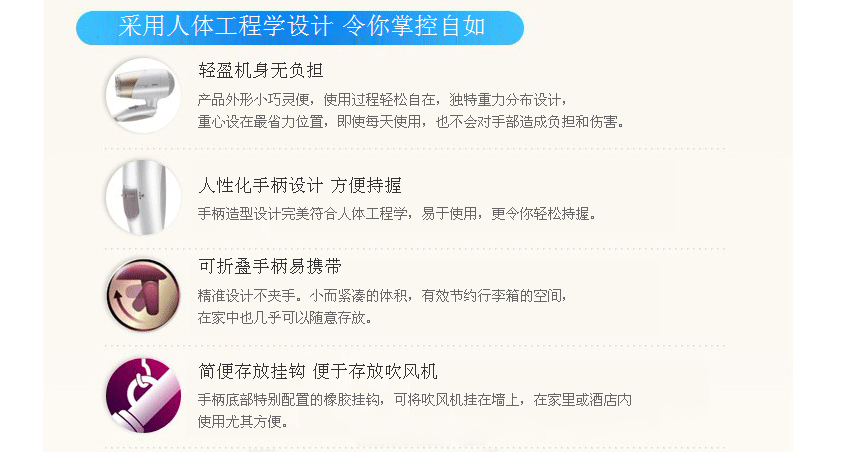 采用人体工程学设计 令你掌控自如
轻盈机身无负担
产品外形小巧灵便，使用过程轻松自在，独特重力分布设计，
重心设在最省力位置，即使每天使用，也不会对手部造成负担和伤害。
人性化手柄设计 方便持握
手柄造型设计完美符合人体工程学，易于使用，更令你轻松持握。
可折叠手柄易携带
精准设计不夹手。小而紧凑的体积，有效节约行李箱的空间，
在家中也几乎可以随意存放。
简便存放挂钩 便于存放吹风机
手柄底部特别配置的橡胶挂钩，可将吹风机挂在墙上，在家里或酒店内
使用尤其方便。